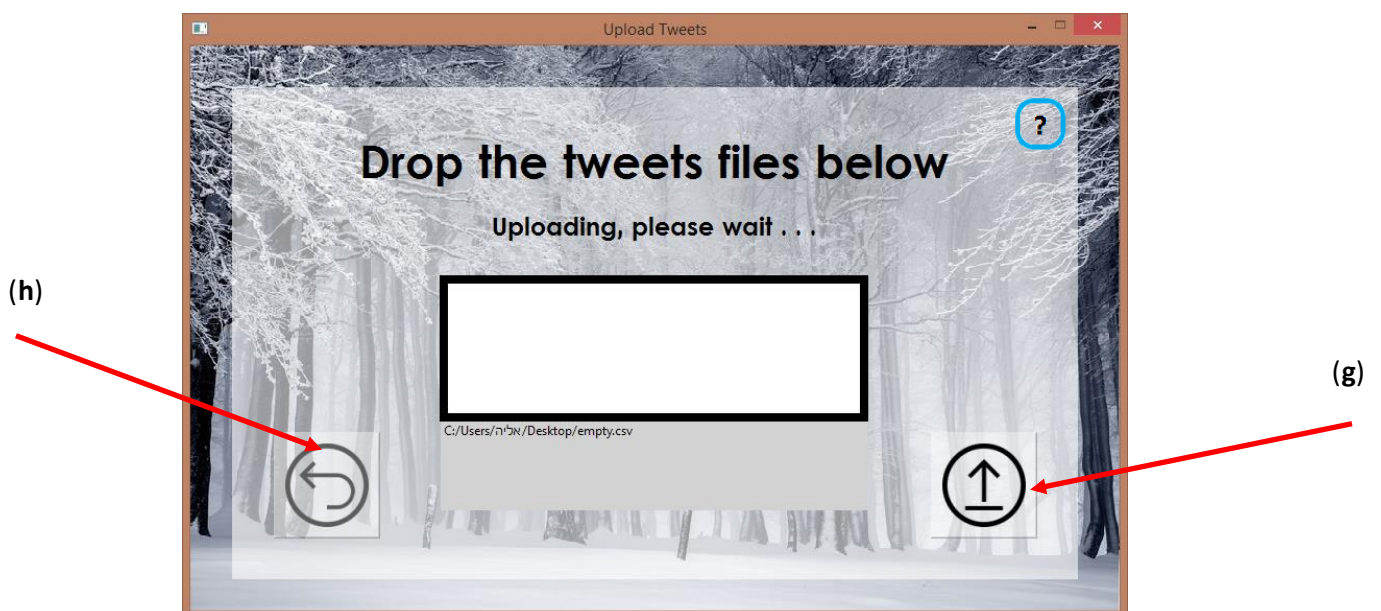 Upload Tweets
?
Drop the tweets files below
Uploading, please wait . . .
(h)
(g)
C:/Users/אליה/Desktop/empty.csv